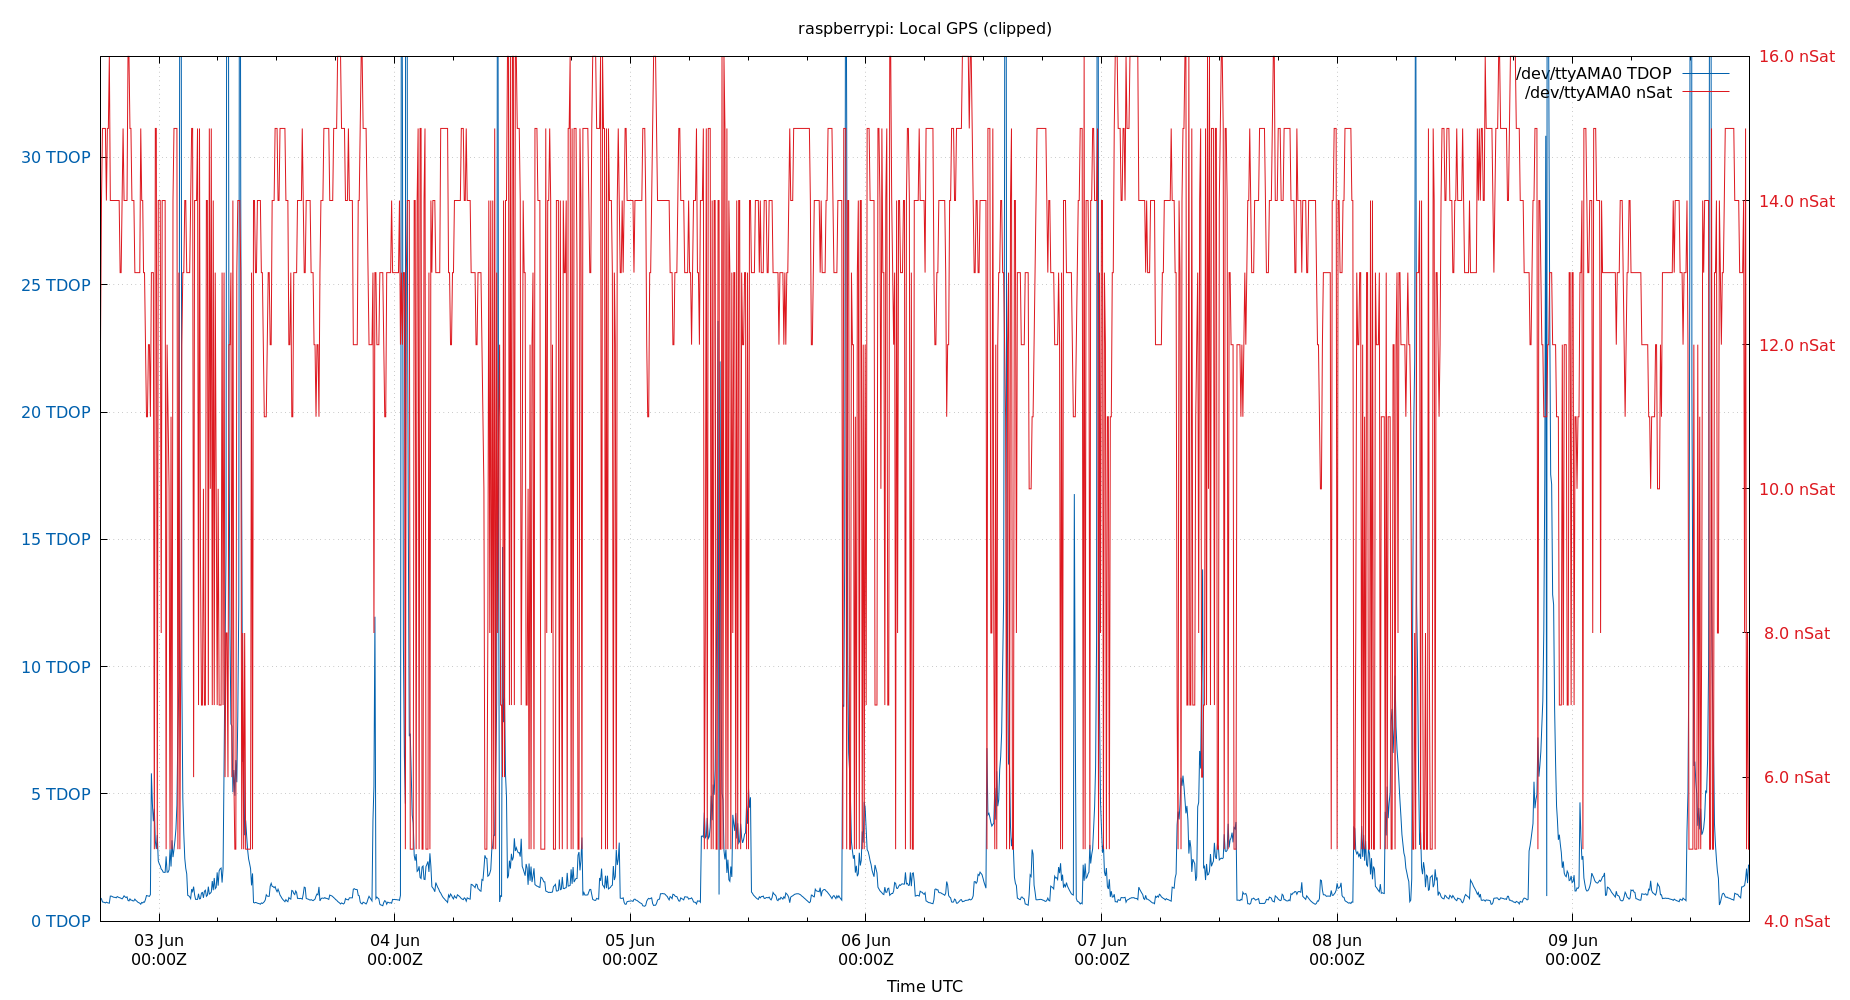 raspberrypi: Local GPS (clipped)
16.0 nSat
/dev/ttyAMA0 TDOP
/dev/ttyAMA0 nSat
30 TDOP
14.0 nSat
25 TDOP
12.0 nSat
20 TDOP
10.0 nSat
15 TDOP
8.0 nSat
10 TDOP
6.0 nSat
5 TDOP
0 TDOP
4.0 nSat
03 Jun 04 Jun 05 Jun 06 Jun 07 Jun 08 Jun 09 Jun
00:00Z 00:00Z 00:00Z 00:00Z 00:00Z 00:00Z 00:00Z
Time UTC